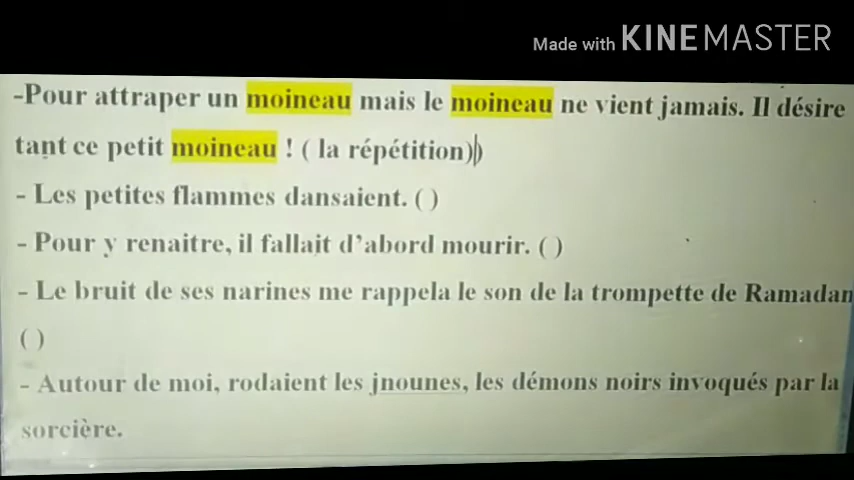 Made with KINEMASTER
-Pour attraper un moineau mais le moineau ne vient jamais. Il désire
tant ce petit moineau ! ( la répétition))
- Les petites flammes dansaient. ( )
- Pour y renaitre, il fallait d'abord mourir. ( )
- Le bruit de ses narines me rappela le son de la trompette de Ramadan
( )
- Autour de moi, rodaient les jnounes, les démons noirs invoqués par la
sorcière.